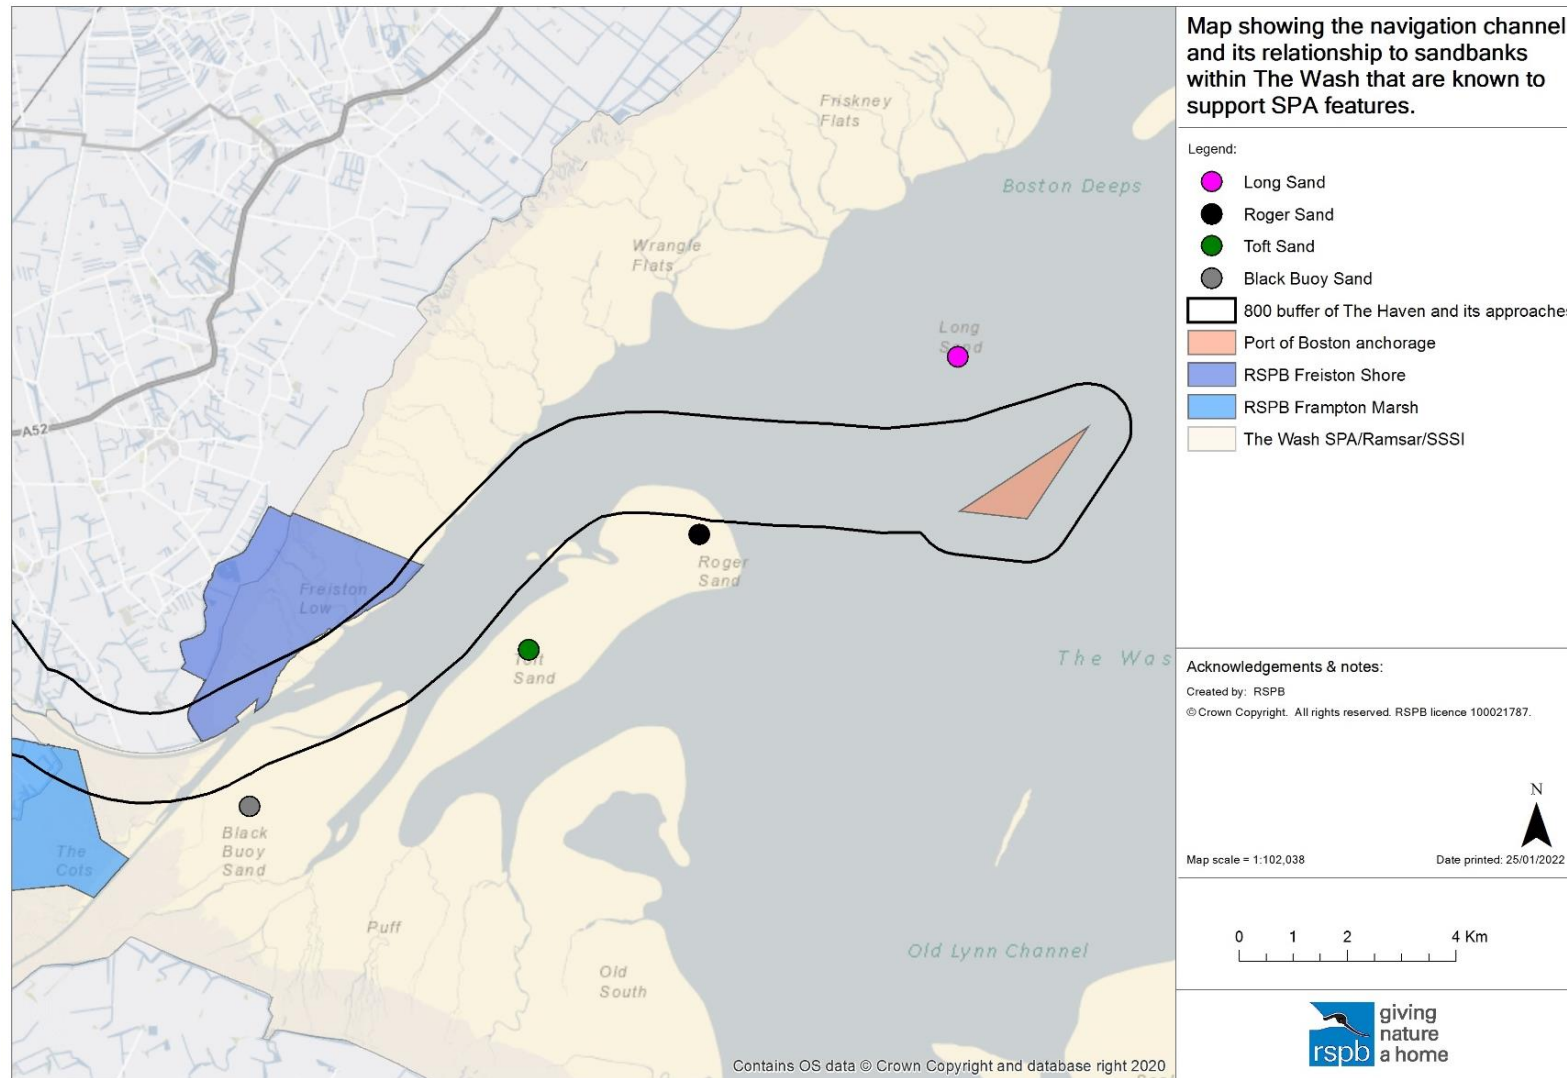 Map showing the navigation channel
and its relationship to sandbanks
within The Wash that are known to
support SPA features.
Legend:
Long Sand
Roger Sand
Toft Sand
Black Buoy Sand
800 buffer of The Haven and its approaches
Port of Boston anchorage
RSPB Freiston Shore
RSPB Frampton Marsh
The Wash SPA/Ramsar/SSSI
Acknowledgements & notes:
Created by: RSPB
© Crown Copyright. All rights reserved. RSPB licence 100021787.
N
Map scale = 1:102,038
Date printed: 25/01/2022
0 1 2 4 Km
rspb
giving
nature
a home
Friskney
Flats
Boston Deeps
Wrangle
Flats
Long
Sand
A52
Roger
Sand
Freiston
Low
The Was
Toft
Sand
Black
Buoy
Sand
The
Cots
Puff
Old Lynn Channel
Old
South
Contains OS data © Crown Copyright and database right 2020